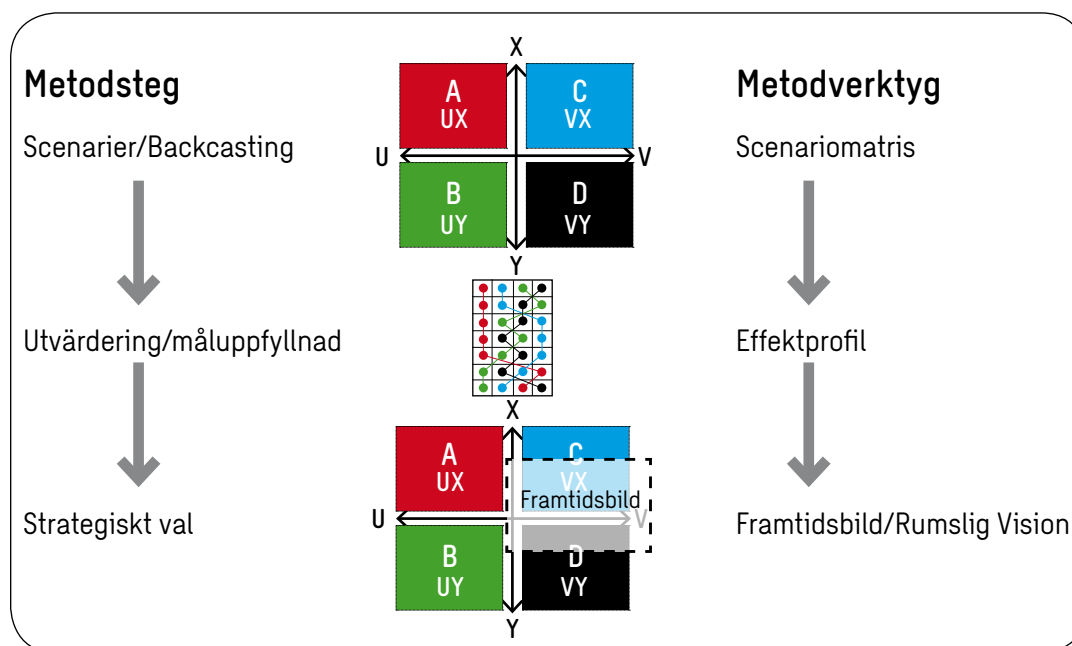 Metodsteg
Scenarier/Backcasting
Utvärdering/måluppfyllnad
Strategiskt val
X
A
UX
C
VX
U
V
B
UY
D
VY
Y
X
A
UX
C
VX
Framtidsbild
U
V
B
UY
D
VY
Y
Metodverktyg
Scenariomatris
Effektprofil
Framtidsbild/Rumslig Vision